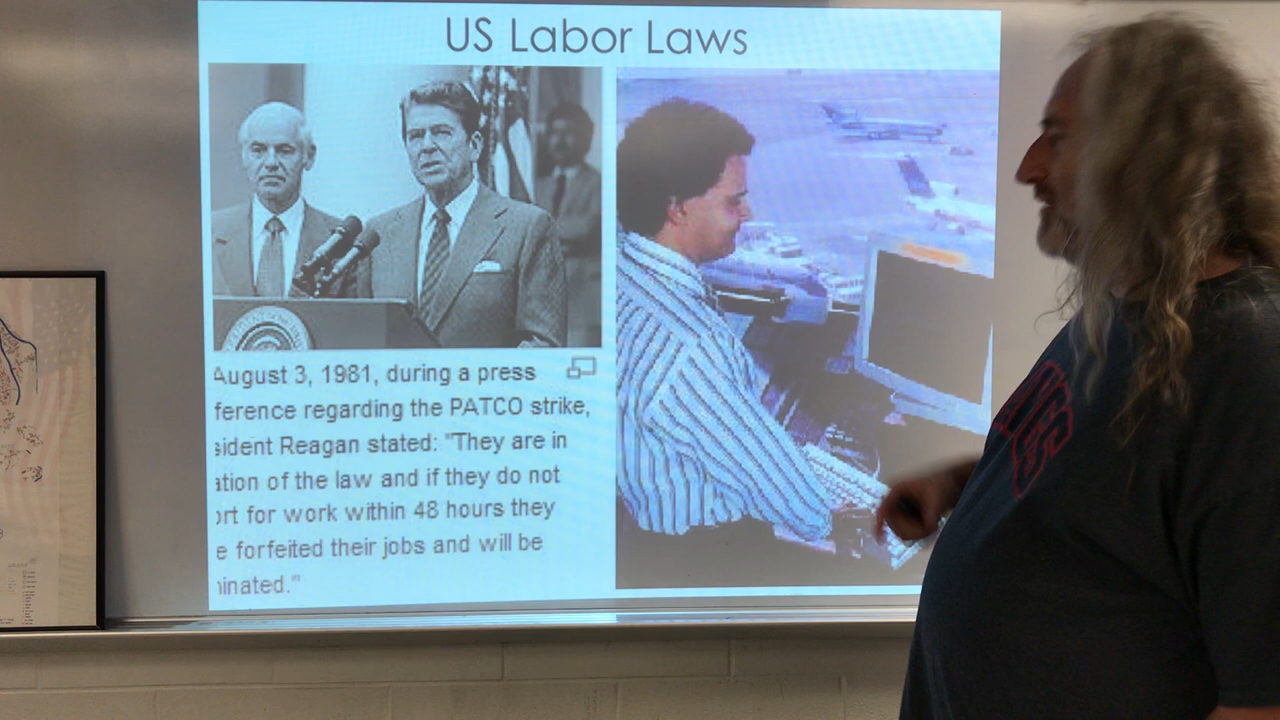 US Labor Laws
August 3, 1981, during a press
ference regarding the PATCO strike,
sident Reagan stated: "They are in
ation of the law and if they do not
ort for work within 48 hours they
e forfeited their jobs and will be
inated."